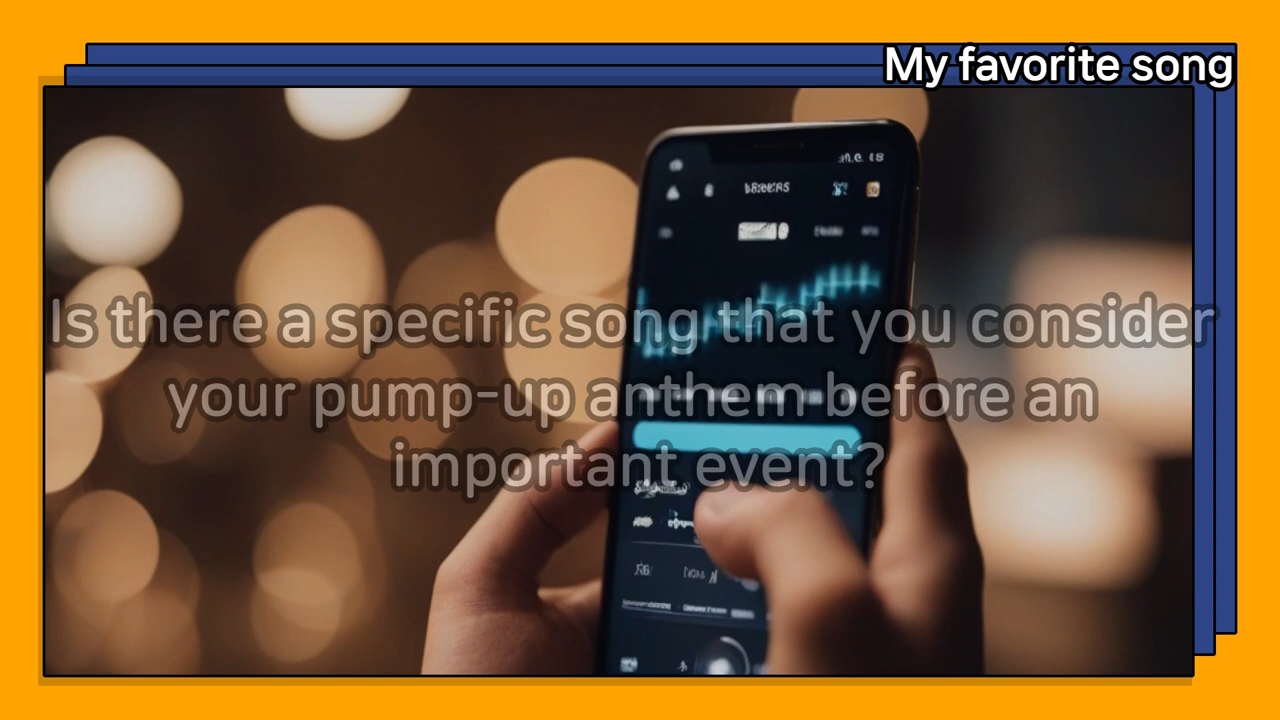 My favorite song
Is there a specific song that you consider
your pump-up anthem before an
important event?